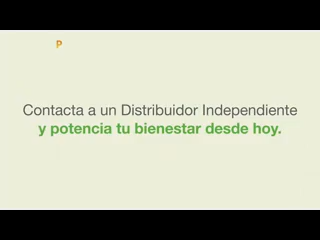 P
Contacta a un Distribuidor Independiente
y potencia tu bienestar desde hoy.